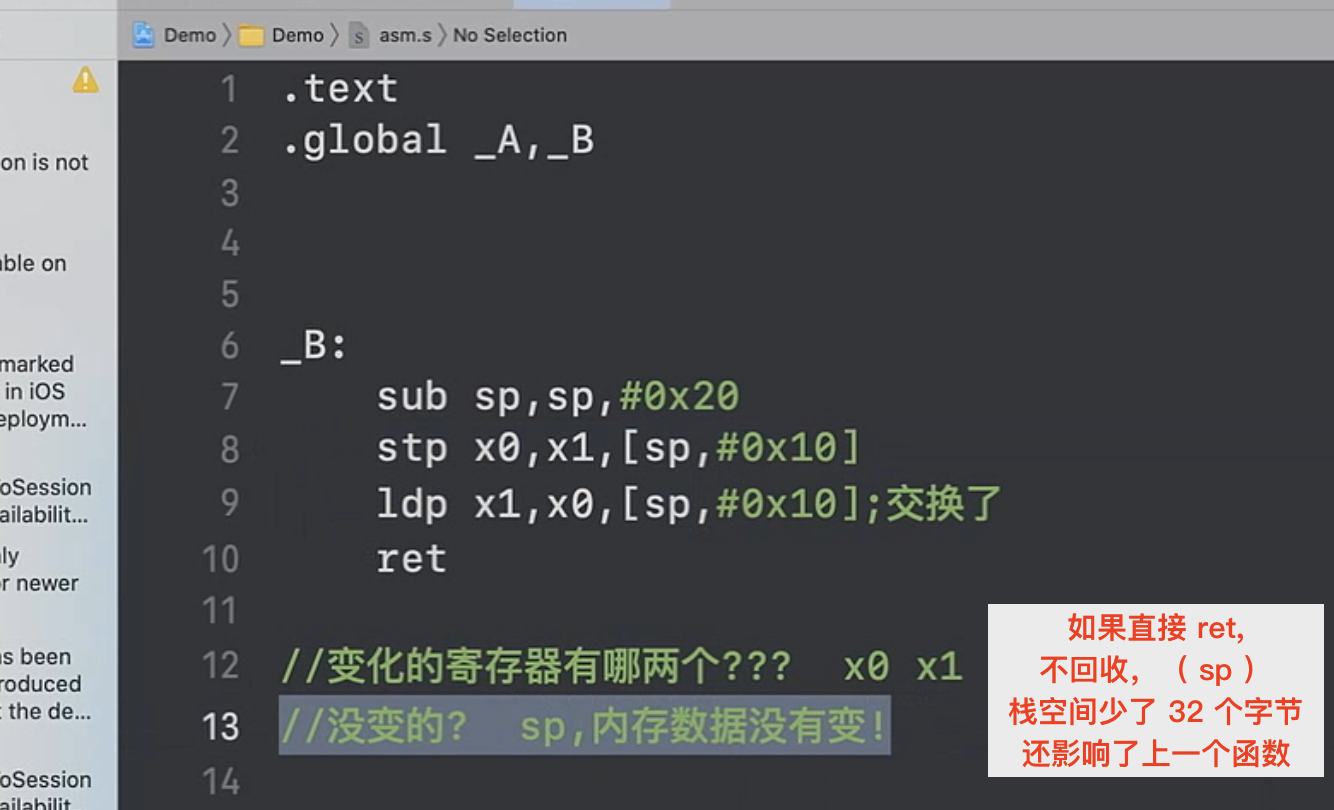 Demo 〉 Demo 〉 asm.s 〉 No Selection
on is not
able on
marked
in iOS
eploym...
oSession
ailabilit...
ly
r newer
s been
roduced
the de...
oSession
ailabilit
1 .text
2 .global _A,_B
3
4
5
6 _B:
7 sub sp,sp,#0x20
8 stp x0,x1,[sp,#0x10]
9 ldp x1,x0,[sp,#0x10];交换了
10 ret
11
12 //变化的寄存器有哪两个??? x0 x1
13 //没变的? sp,内存数据没有变!
14
如果直接 ret,
不回收，（ sp ）
栈空间少了 32 个字节
还影响了上一个函数